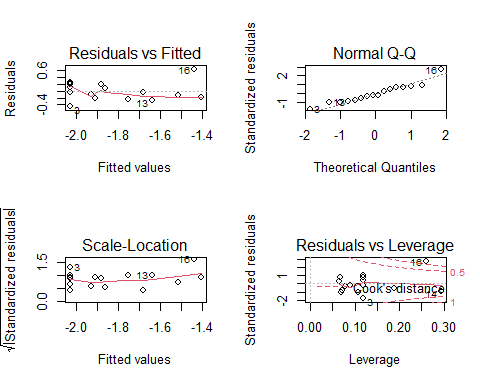 Residuals vs Fitted
Residuals
0.6
-0.4
16
13
3
-2.0
-1.8
-1.6
-1.4
Fitted values
Normal Q-Q
Standardized residuals
2
-1
16
13
3
-2
-1
0
1
2
Theoretical Quantiles
Scale-Location
√|Standardized residuals|
1.5
0.0
16
13
3
-2.0
-1.8
-1.6
-1.4
Fitted values
Residuals vs Leverage
Standardized residuals
1
-2
16
3
Cook's distance
0.5
1
0.00
0.10
0.20
0.30
Leverage